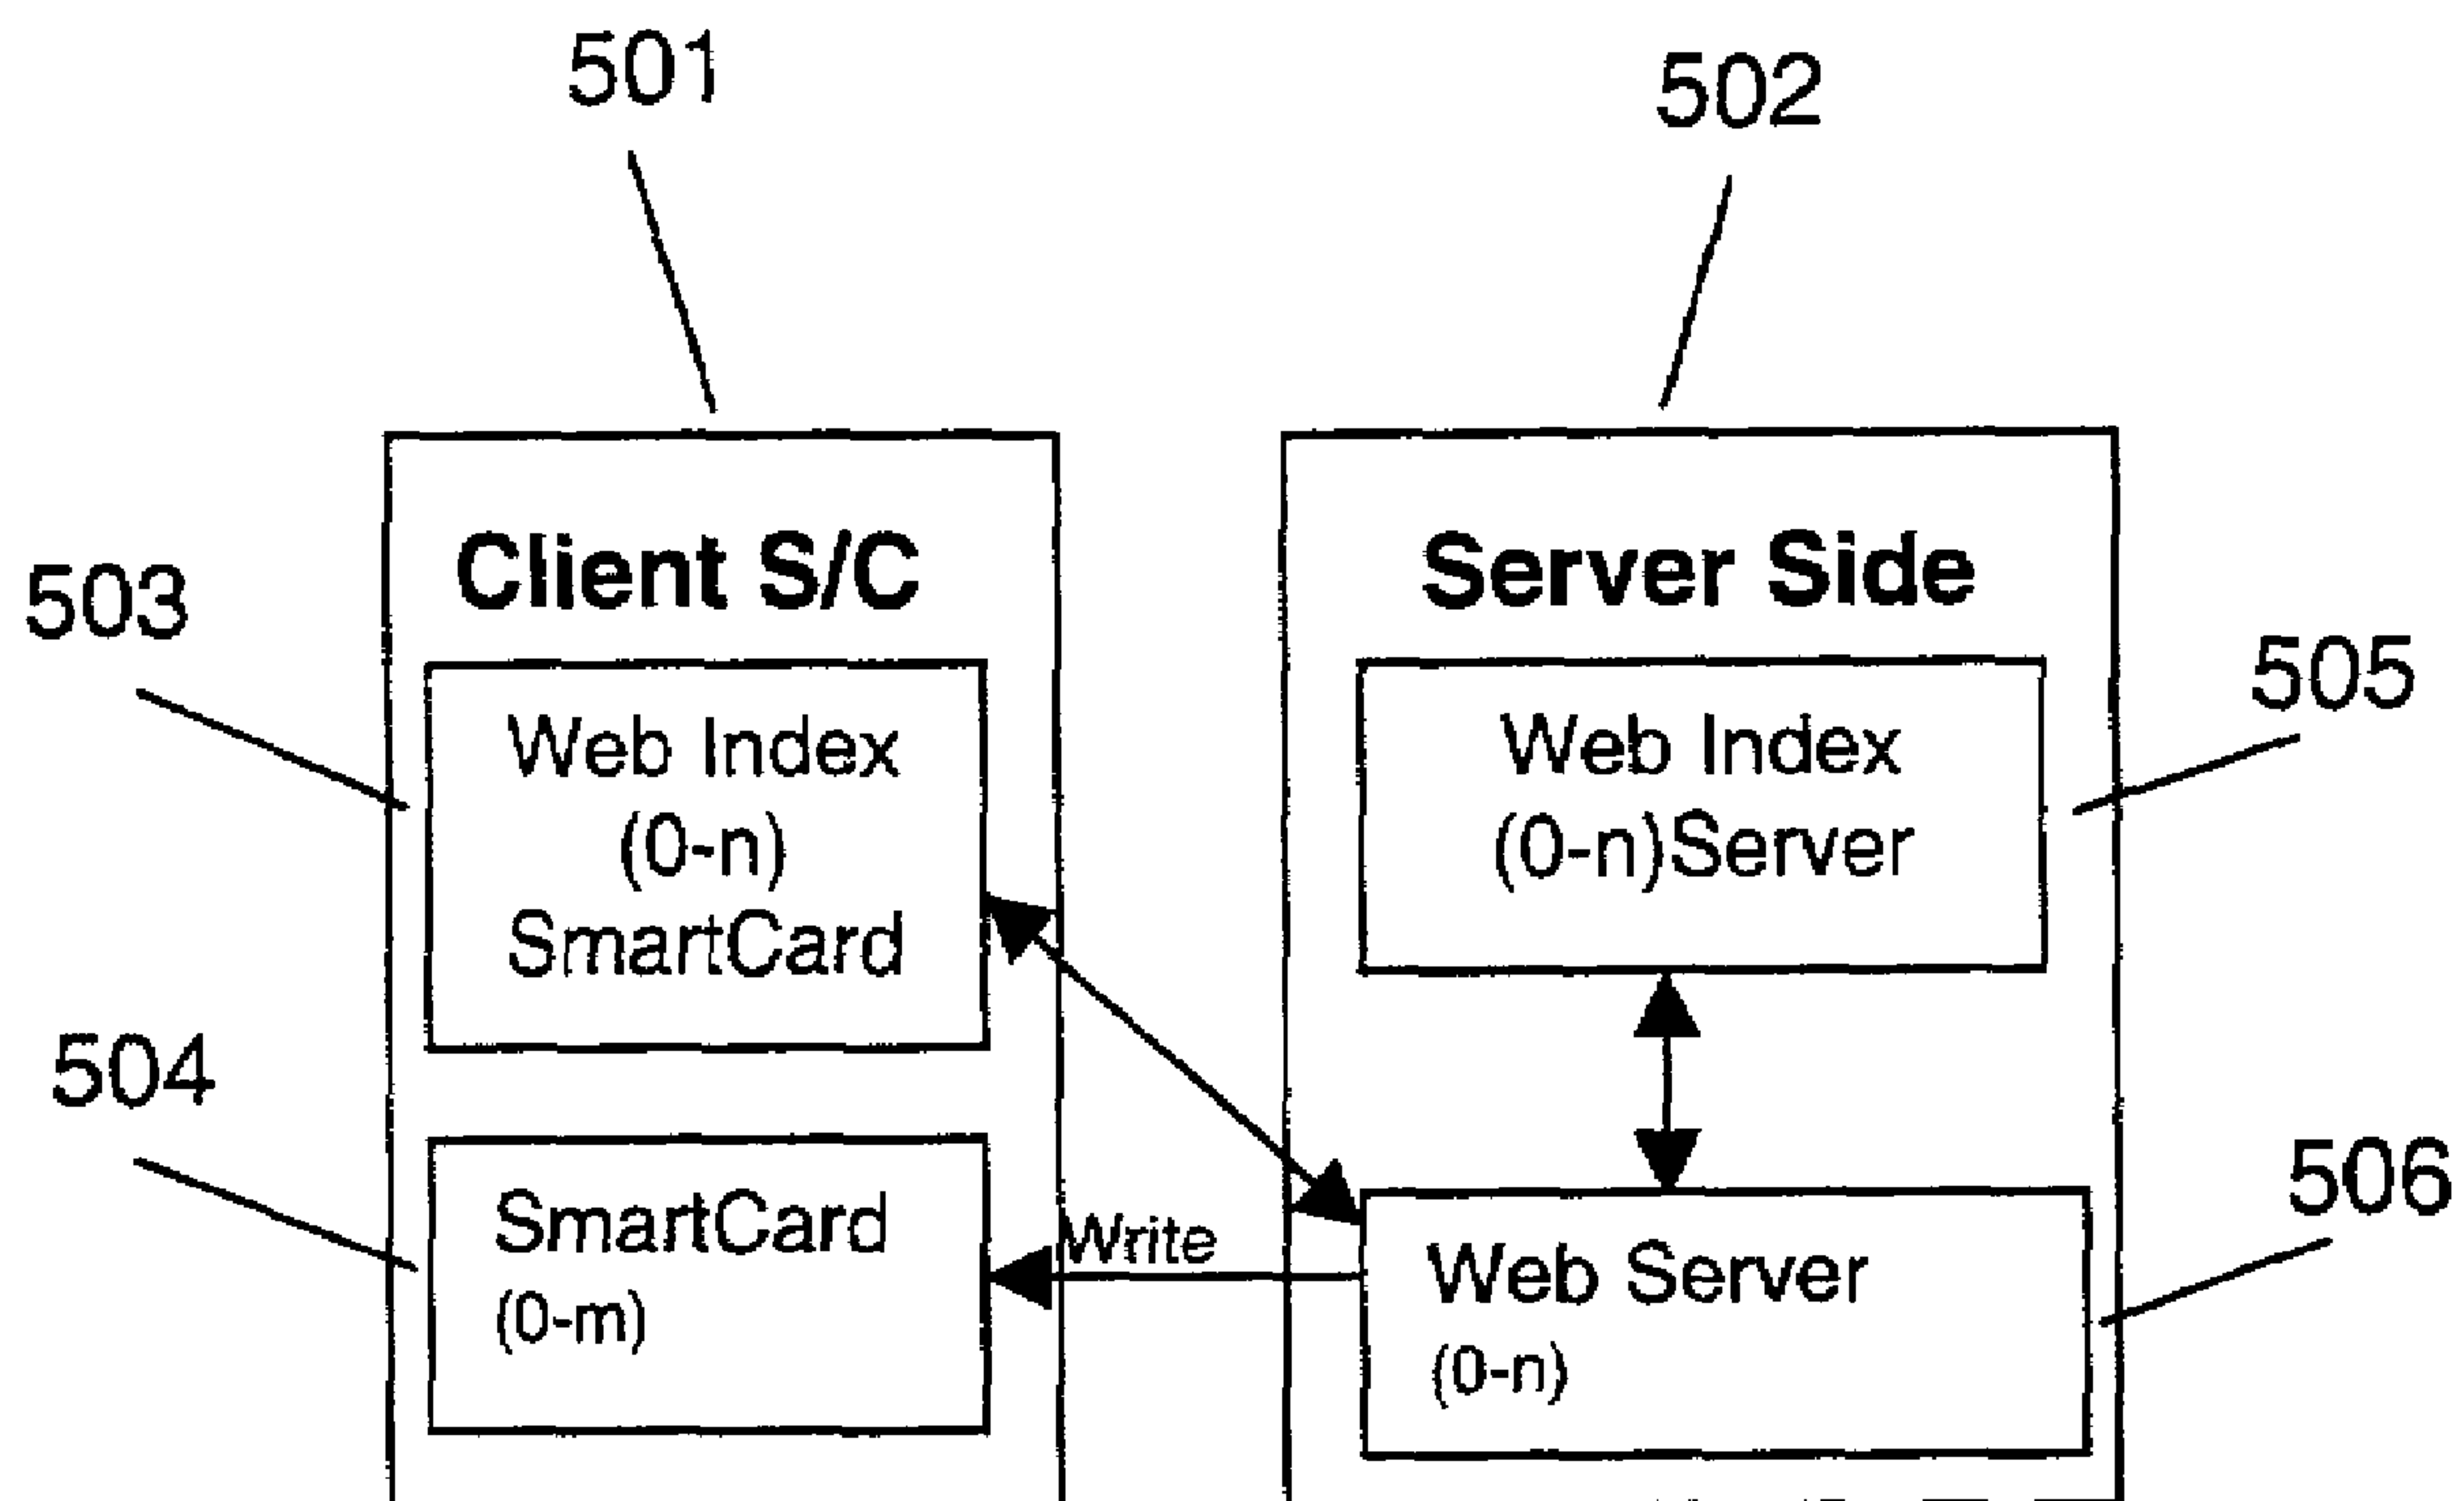 501
502
Client S/C
Server Side
503
505
Web Index
(0-n)
SmartCard
Web Index
(0-n)Server
504
506
SmartCard
(0-m)
Write
Web Server
(0-n)